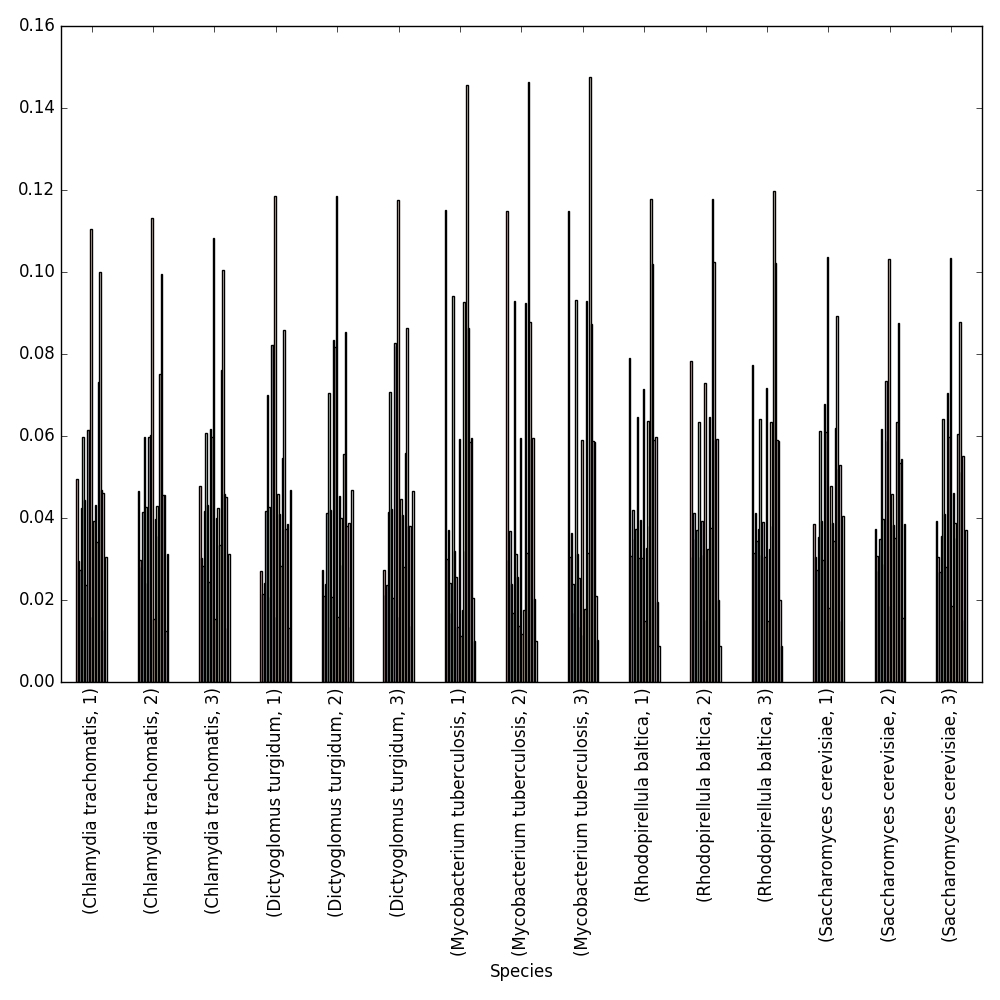 0.16
0.14
0.12
0.10
0.08
0.06
0.04
0.02
0.00
(Chlamydia trachomatis, 1)
(Chlamydia trachomatis, 2)
(Chlamydia trachomatis, 3)
(Dictyoglomus turgidum, 1)
(Dictyoglomus turgidum, 2)
(Dictyoglomus turgidum, 3)
(Mycobacterium tuberculosis, 1)
(Mycobacterium tuberculosis, 2)
(Mycobacterium tuberculosis, 3)
(Rhodopirellula baltica, 1)
(Rhodopirellula baltica, 2)
(Rhodopirellula baltica, 3)
(Saccharomyces cerevisiae, 1)
(Saccharomyces cerevisiae, 2)
(Saccharomyces cerevisiae, 3)
Species